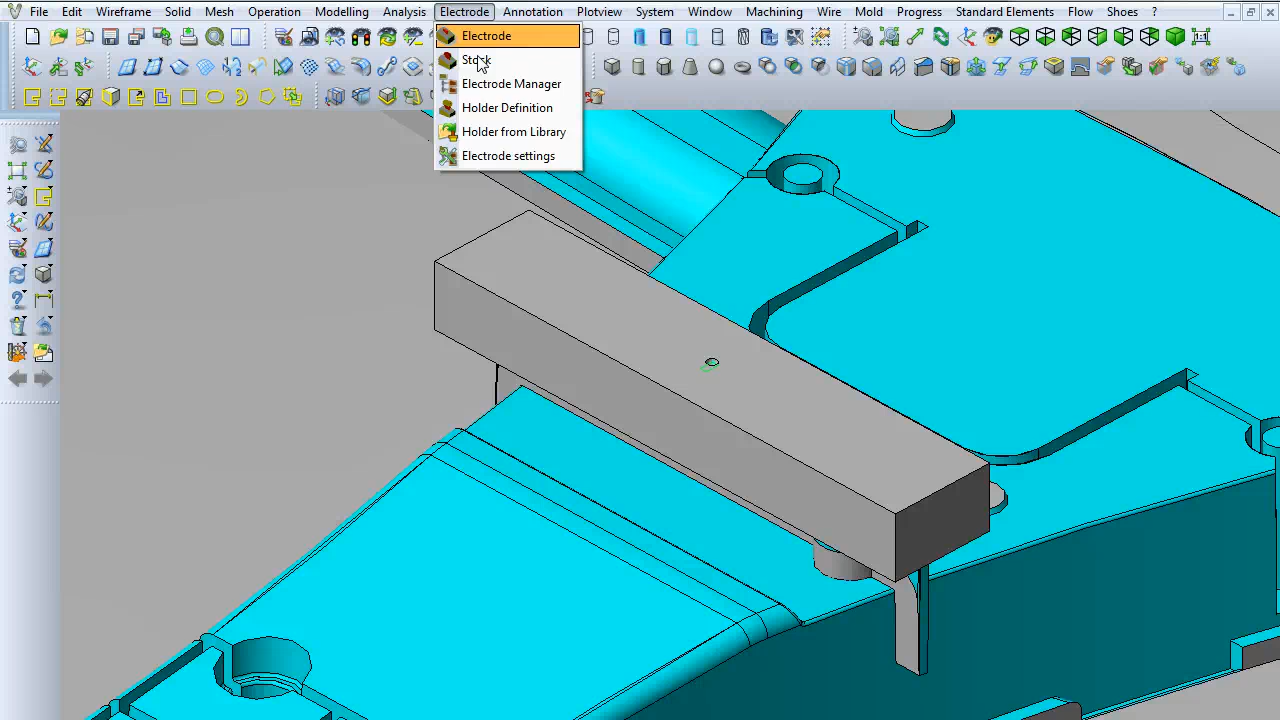 File Edit Wireframe Solid Mesh Operation Modelling Analysis Electrode Annotation Plotview System Window Machining Wire Mold Progress Standard Elements Flow Shoes ?
Electrode
Stock
Electrode Manager
Holder Definition
Holder from Library
Electrode settings